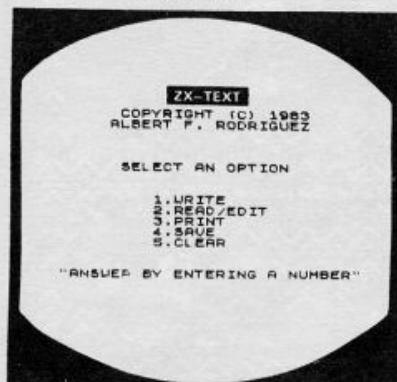 ZX-TEXT
COPYRIGHT (C) 1983
ALBERT F. RODRIGUEZ
SELECT AN OPTION
1.WRITE
2.READ/EDIT
3.PRINT
4.SAVE
5.CLEAR
"ANSWER BY ENTERING A NUMBER"